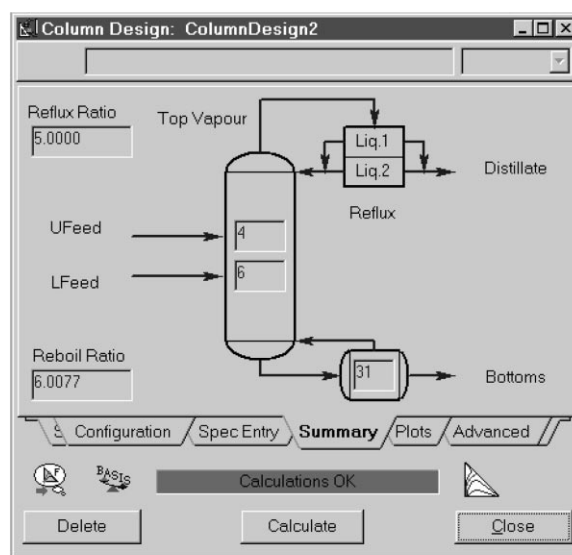 Column Design: ColumnDesign2
Reflux Ratio
5.0000
Top Vapour
Liq.1
Liq.2
Distillate
Reflux
UFeed
4
LFeed
6
Reboil Ratio
6.0077
31
Bottoms
S Configuration Spec Entry Summary Plots Advanced
BASIS
Calculations OK
Delete Calculate Close